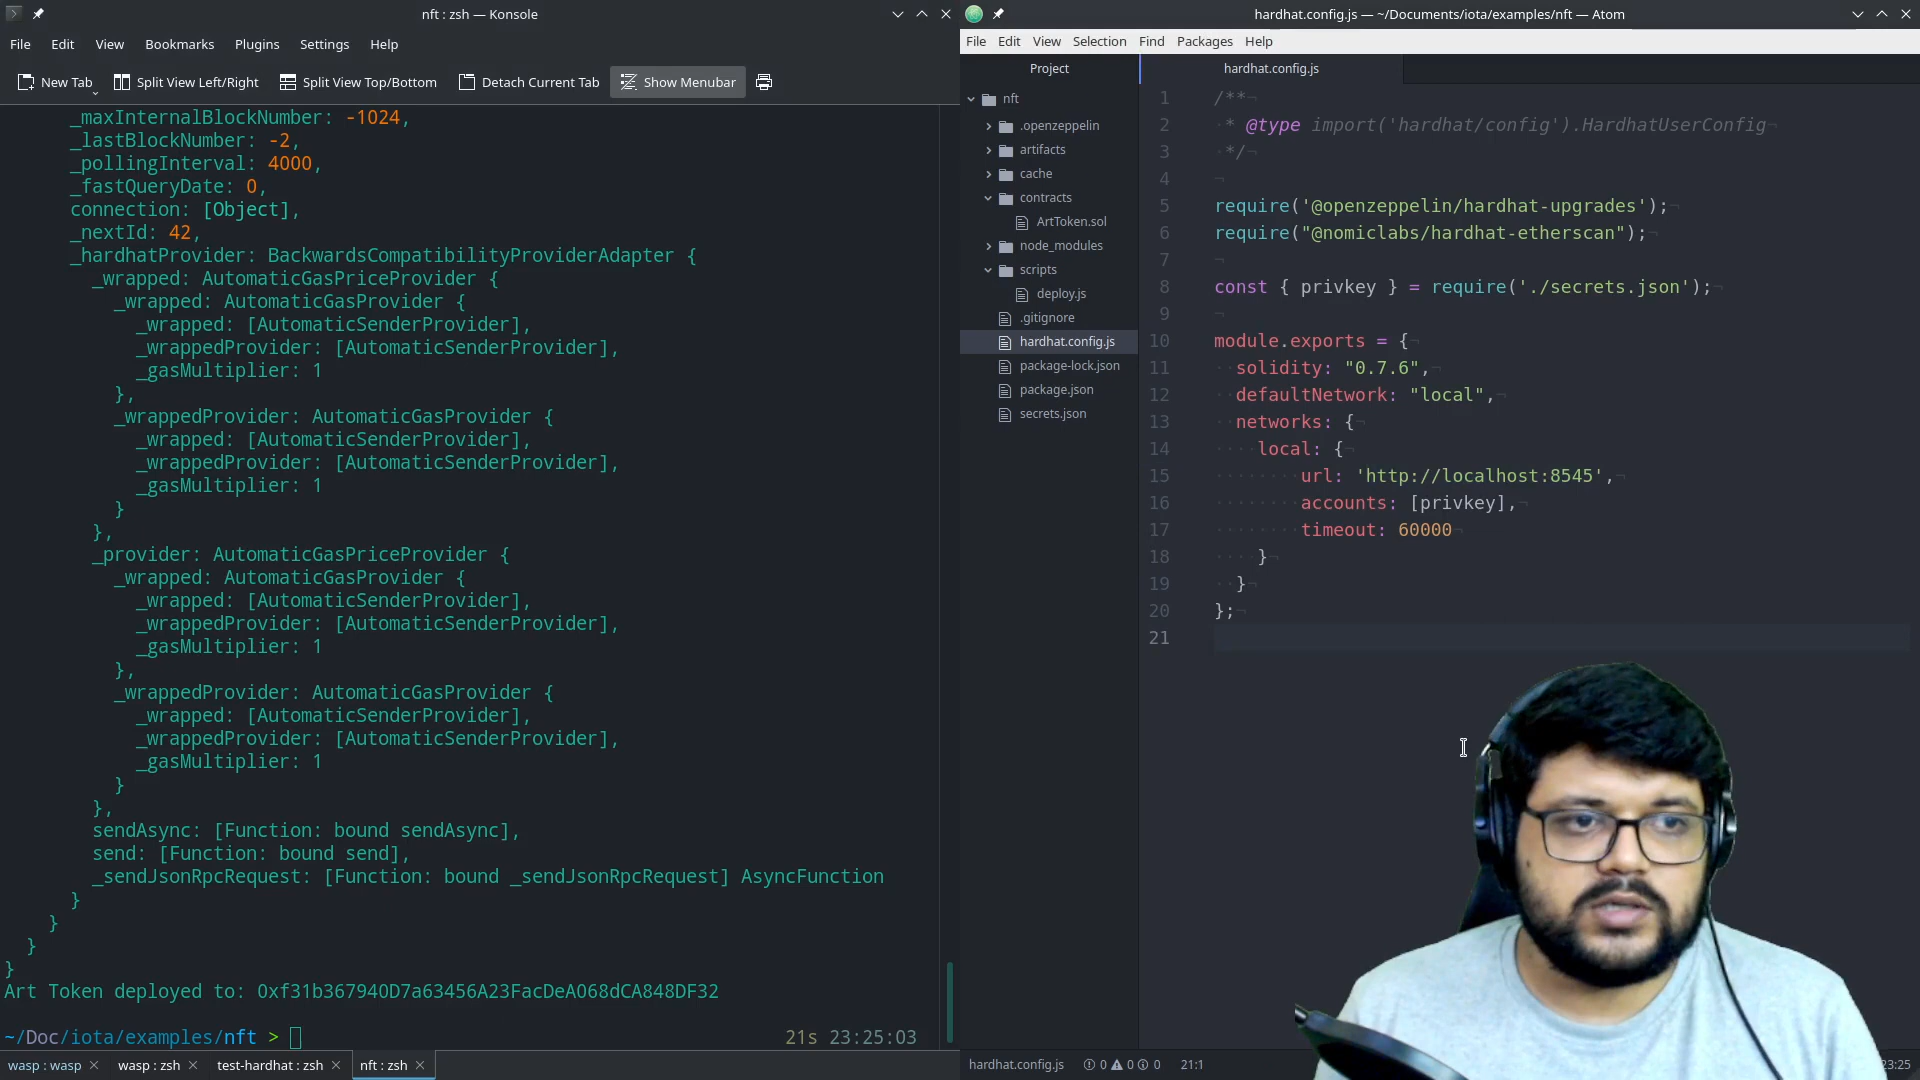 nft : zsh — Konsole
File Edit View Bookmarks Plugins Settings Help
New Tab Split View Left/Right Split View Top/Bottom Detach Current Tab Show Menubar
_maxInternalBlockNumber: -1024,
_lastBlockNumber: -2,
_pollingInterval: 4000,
_fastQueryDate: 0,
connection: [Object],
_nextId: 42,
_hardhatProvider: BackwardsCompatibilityProviderAdapter {
_wrapped: AutomaticGasPriceProvider {
_wrapped: AutomaticGasProvider {
_wrapped: [AutomaticSenderProvider],
_wrappedProvider: [AutomaticSenderProvider],
_gasMultiplier: 1
},
_wrappedProvider: AutomaticGasProvider {
_wrapped: [AutomaticSenderProvider],
_wrappedProvider: [AutomaticSenderProvider],
_gasMultiplier: 1
}
},
_provider: AutomaticGasPriceProvider {
_wrapped: AutomaticGasProvider {
_wrapped: [AutomaticSenderProvider],
_wrappedProvider: [AutomaticSenderProvider],
_gasMultiplier: 1
},
_wrappedProvider: AutomaticGasProvider {
_wrapped: [AutomaticSenderProvider],
_wrappedProvider: [AutomaticSenderProvider],
_gasMultiplier: 1
}
},
sendAsync: [Function: bound sendAsync],
send: [Function: bound send],
_sendJsonRpcRequest: [Function: bound _sendJsonRpcRequest] AsyncFunction
}
}
}
}
Art Token deployed to: 0xf31b367940D7a63456A23FacDeA068dCA848DF32
~/Doc/iota/examples/nft > 21s 23:25:03
wasp : wasp wasp : zsh test-hardhat : zsh nft : zsh
hardhat.config.js — ~/Documents/iota/examples/nft — Atom
File Edit View Selection Find Packages Help
Project
nft
.openzeppelin
artifacts
cache
contracts
ArtToken.sol
node_modules
scripts
deploy.js
.gitignore
hardhat.config.js
package-lock.json
package.json
secrets.json
hardhat.config.js
1 /**
2 * @type import('hardhat/config').HardhatUserConfig
3 */
4
5 require('@openzeppelin/hardhat-upgrades');
6 require("@nomiclabs/hardhat-etherscan");
7
8 const { privkey } = require('./secrets.json');
9
10 module.exports = {
11 solidity: "0.7.6",
12 defaultNetwork: "local",
13 networks: {
14 local: {
15 url: 'http://localhost:8545',
16 accounts: [privkey],
17 timeout: 60000
18 }
19 }
20 };
21
hardhat.config.js 0 0 0 21:1 23:25